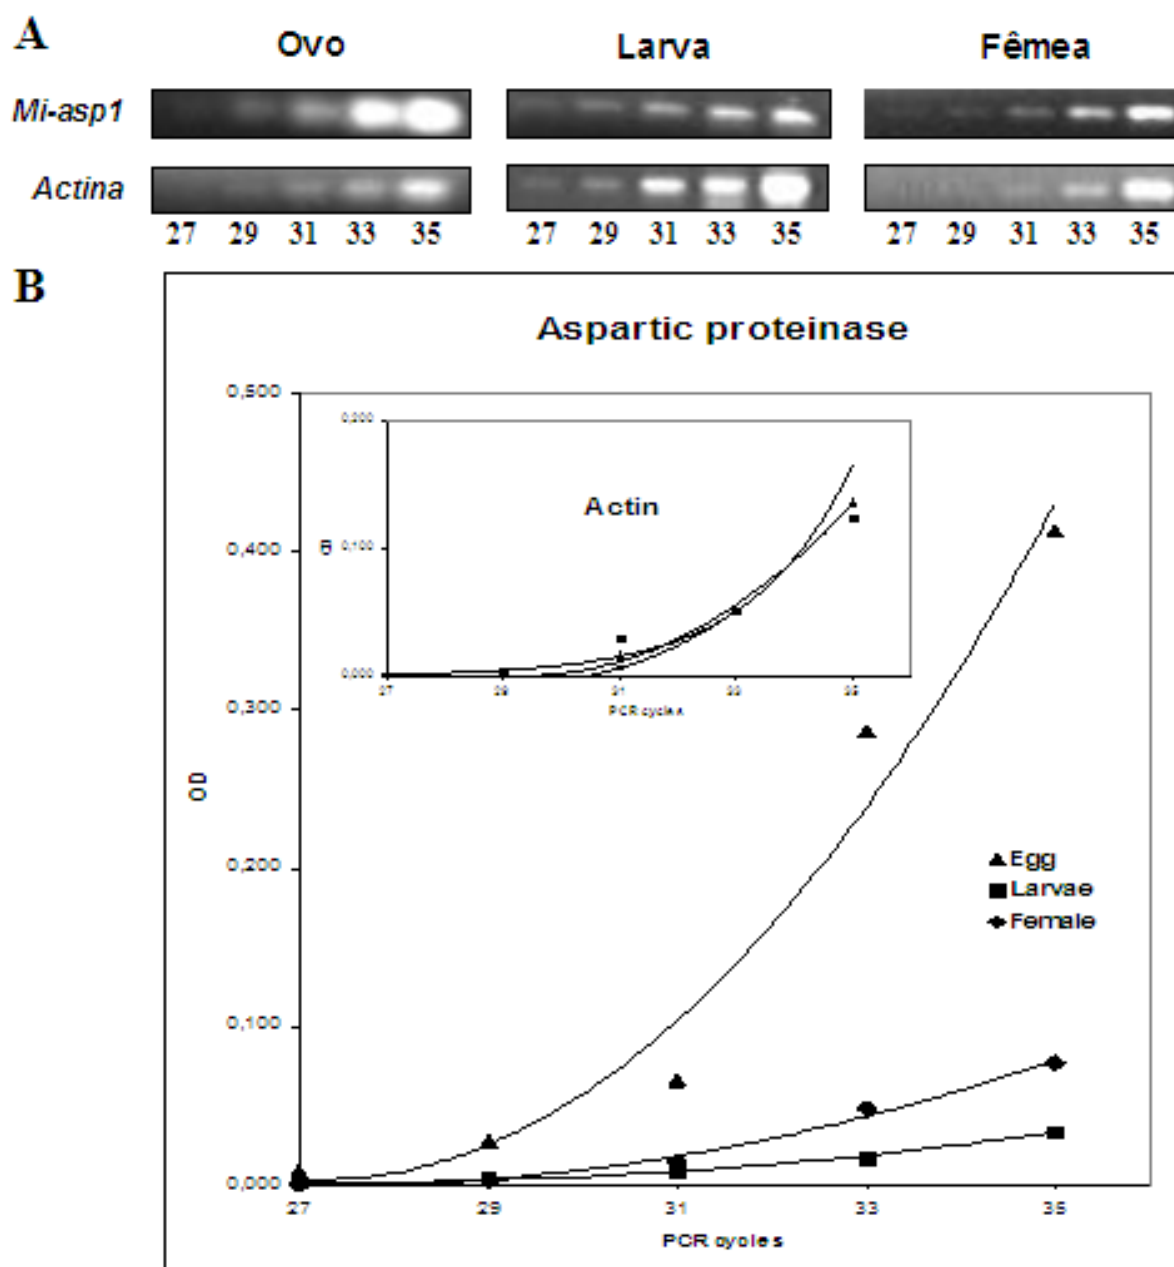 A
Ovo Larva Fêmea
Mi-asp1
Actina
27 29 31 33 35 27 29 31 33 35 27 29 31 33 35
B
Aspartic proteinase
0,500
0,400
0,300
0,200
0,100
0,000
OD
27 29 31 33 35
PCR cycles
Actin
0,200
0,100
0,000
OD
27 29 31 33 35
PCR cycles
Egg
Larvae
Female